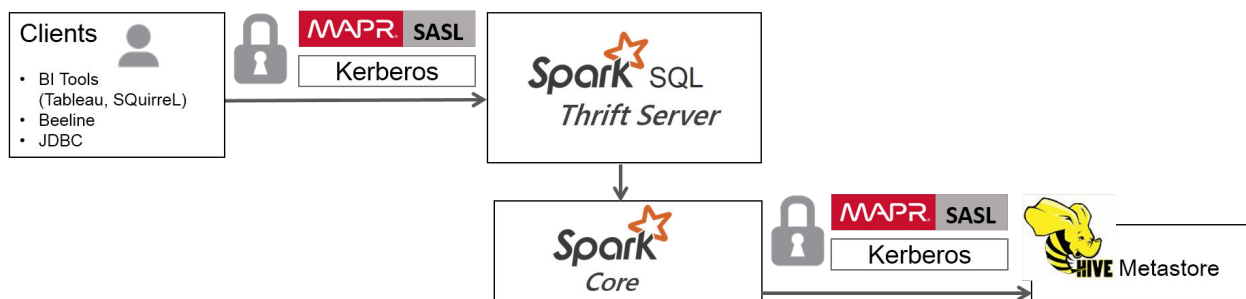 Clients
• BI Tools
(Tableau, SQuirreL)
• Beeline
• JDBC
MAPR. SASL
Kerberos
Spark SQL
Thrift Server
Spark
Core
MAPR. SASL
Kerberos
HIVE Metastore